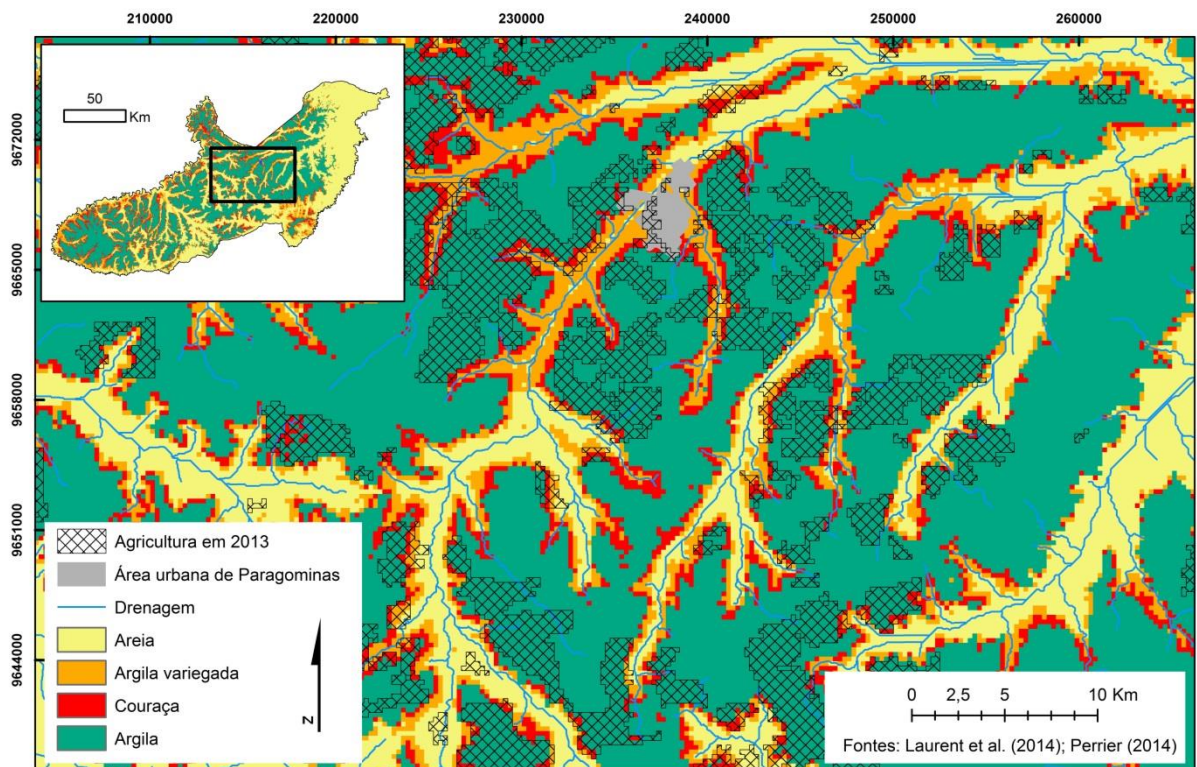 210000 220000 230000 240000 250000 260000
50
Km
9672000
9665000
9658000
9651000
9644000
Agricultura em 2013
Área urbana de Paragominas
Drenagem
Areia
Argila variegada
Couraça
Argila
N
0 2,5 5 10 Km
Fontes: Laurent et al. (2014); Perrier (2014)